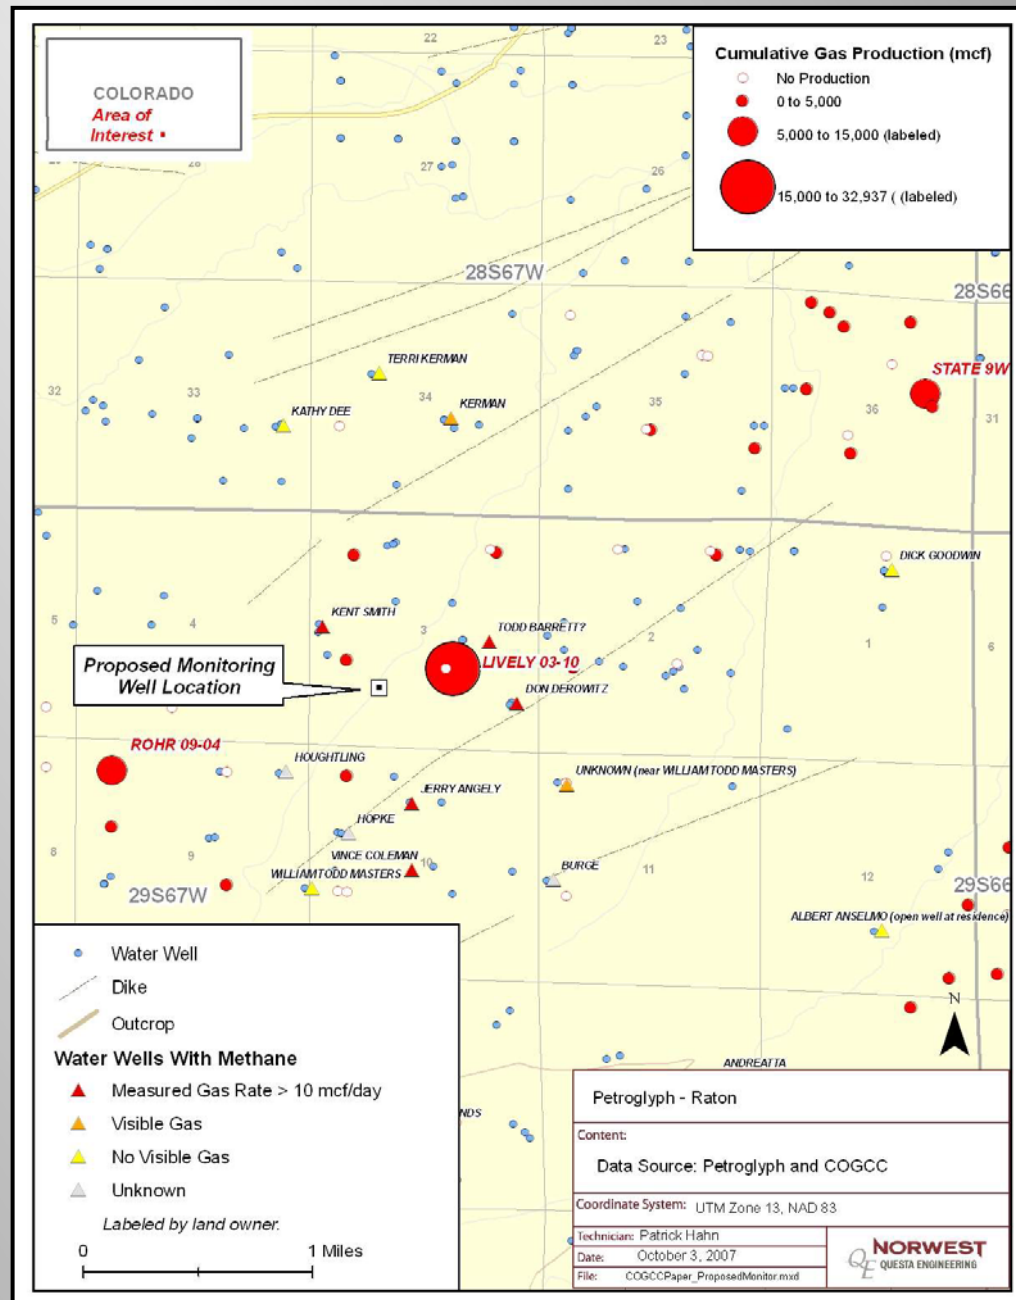 COLORADO
Area of
Interest
Cumulative Gas Production (mcf)
No Production
0 to 5,000
5,000 to 15,000 (labeled)
15,000 to 32,937 ( (labeled)
22
23
28
27
26
28S67W
28S66
TERRI KERMAN
STATE 9W
32
33
34
KERMAN
35
36
31
KATHY DEE
DICK GOODWIN
KENT SMITH
5
4
3
TODD BARRETT?
2
1
6
LIVELY 03-10
Proposed Monitoring
Well Location
DON DEROWITZ
ROHR 09-04
HOUGHTLING
UNKNOWN (near WILLIAM TODD MASTERS)
JERRY ANGELY
HOPKE
8
9
VINCE COLEMAN
10
WILLIAM TODD MASTERS
BURGE
11
12
29S67W
29S66
ALBERT ANSELMO (open well at residence)
N
ANDREATTA
NDS
Water Well
Dike
Outcrop
Water Wells With Methane
Measured Gas Rate > 10 mcf/day
Visible Gas
No Visible Gas
Unknown
Labeled by land owner.
0 1 Miles
Petroglyph - Raton
Content:
Data Source: Petroglyph and COGCC
Coordinate System: UTM Zone 13, NAD 83
Technician: Patrick Hahn
Date: October 3, 2007
File: COGCCPaper_ProposedMonitor.mxd
QE NORWEST
QUESTA ENGINEERING